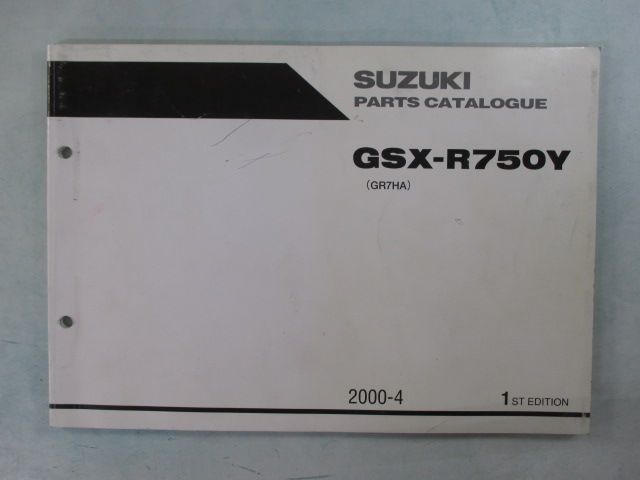 SUZUKI
PARTS CATALOGUE
GSX-R750Y
(GR7HA)
2000-4
1ST EDITION